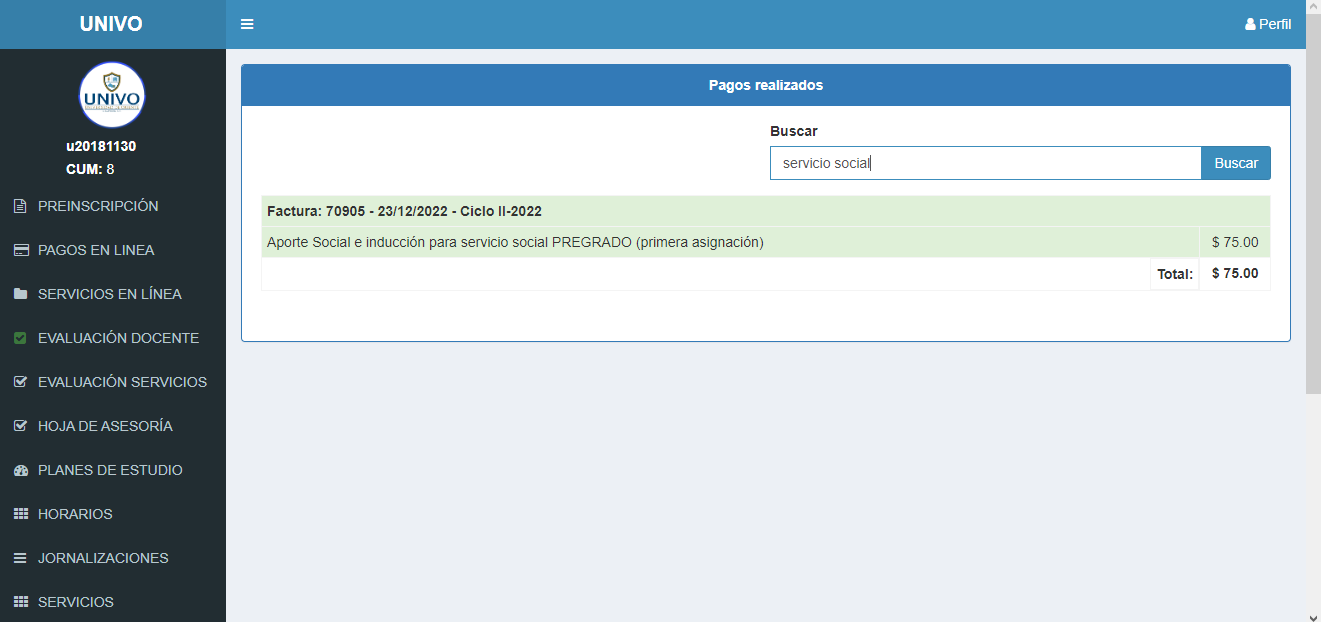 UNIVO
Perfil
UNIVO
u20181130
CUM: 8
PREINSCRIPCIÓN
PAGOS EN LINEA
SERVICIOS EN LÍNEA
EVALUACIÓN DOCENTE
EVALUACIÓN SERVICIOS
HOJA DE ASESORÍA
PLANES DE ESTUDIO
HORARIOS
JORNALIZACIONES
SERVICIOS
Pagos realizados
Buscar
servicio social Buscar
Factura: 70905 - 23/12/2022 - Ciclo II-2022
Aporte Social e inducción para servicio social PREGRADO (primera asignación) $ 75.00
Total: $ 75.00